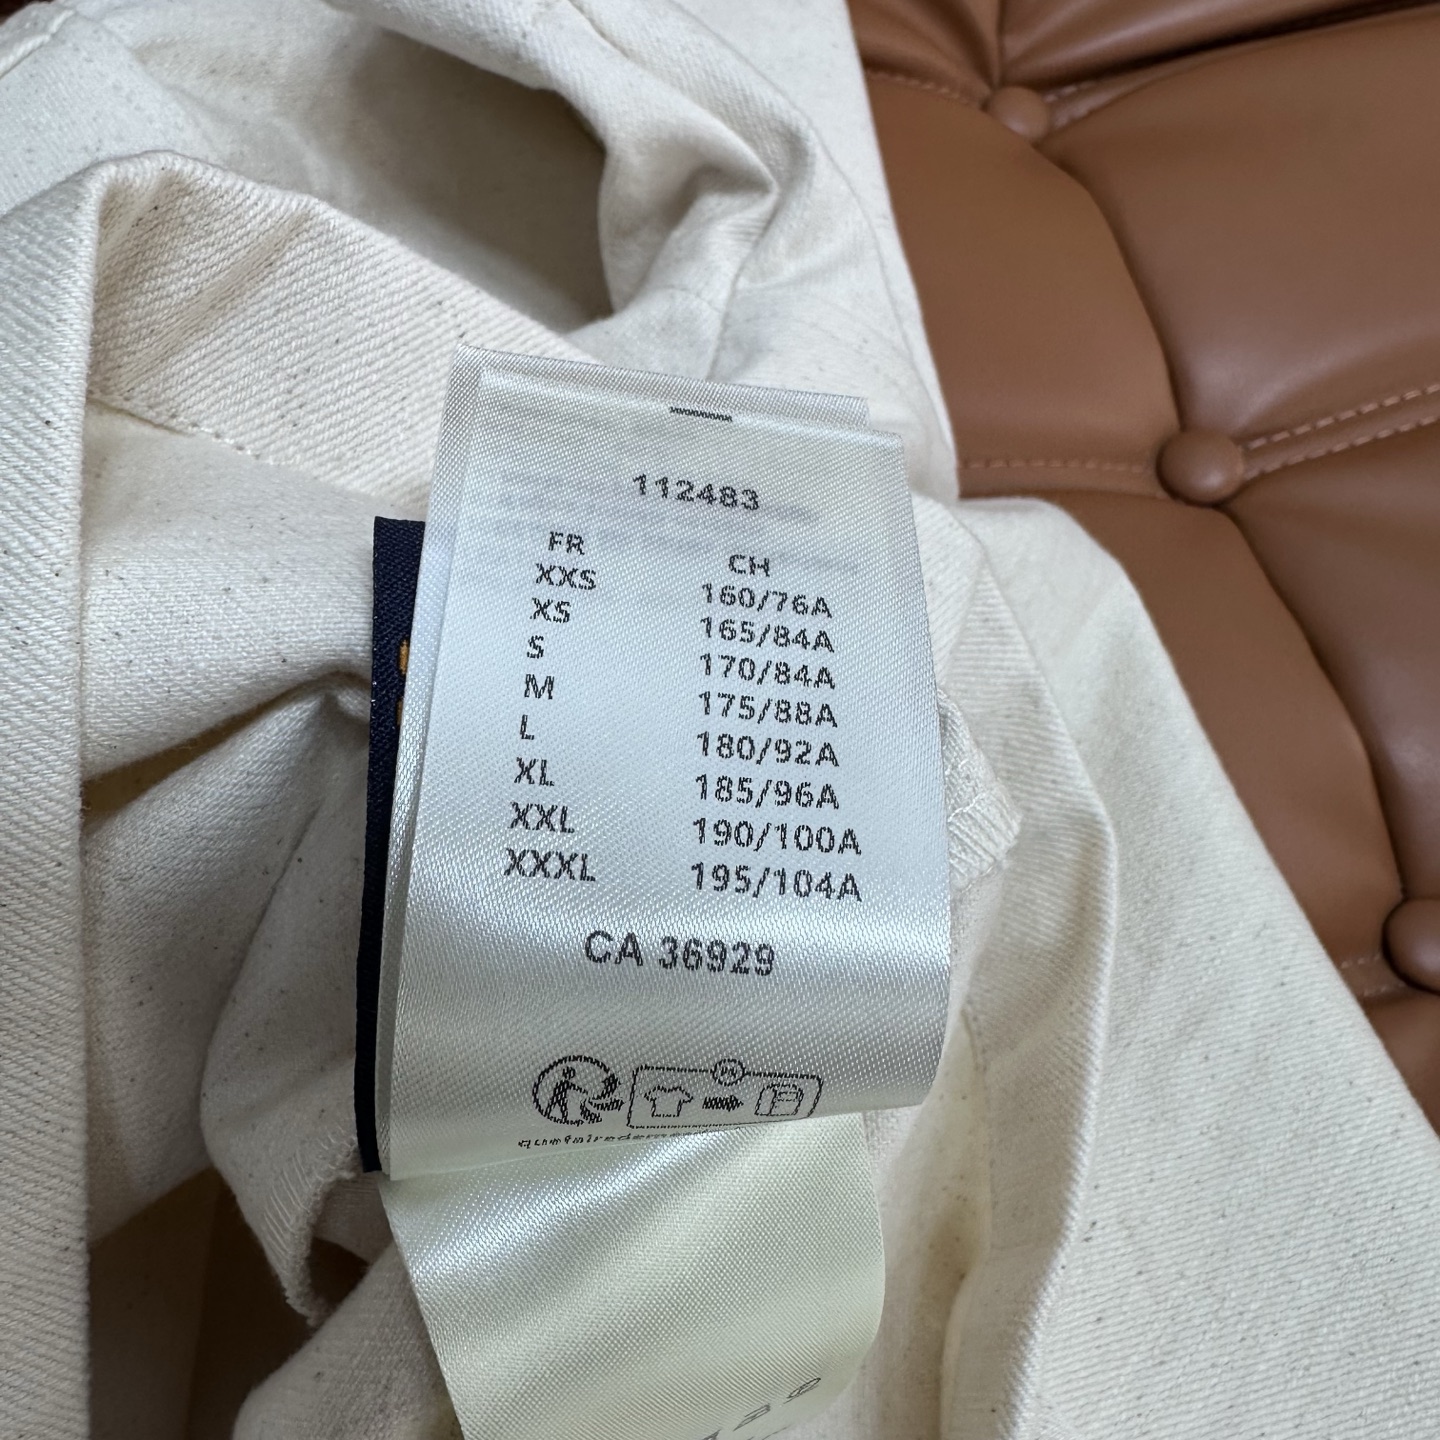 112483
FR CH
XXS 160/76A
XS 165/84A
S 170/84A
M 175/88A
L 180/92A
XL 185/96A
XXL 190/100A
XXXL 195/104A
CA 36929